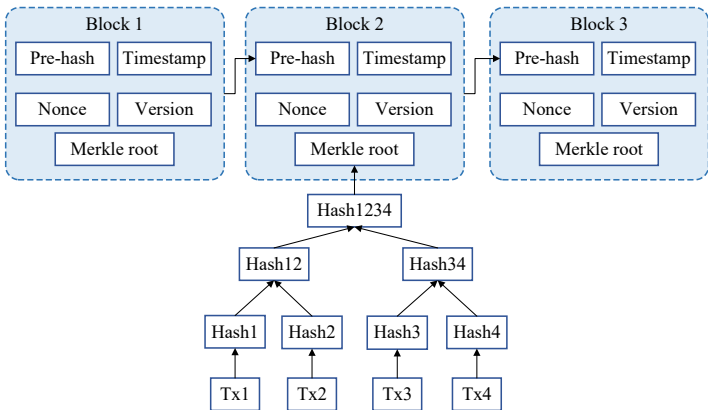 Block 1
Block 2
Block 3
Pre-hash
Timestamp
Pre-hash
Timestamp
Pre-hash
Timestamp
Nonce
Version
Nonce
Version
Nonce
Version
Merkle root
Merkle root
Merkle root
Hash1234
Hash12
Hash34
Hash1
Hash2
Hash3
Hash4
Tx1
Tx2
Tx3
Tx4